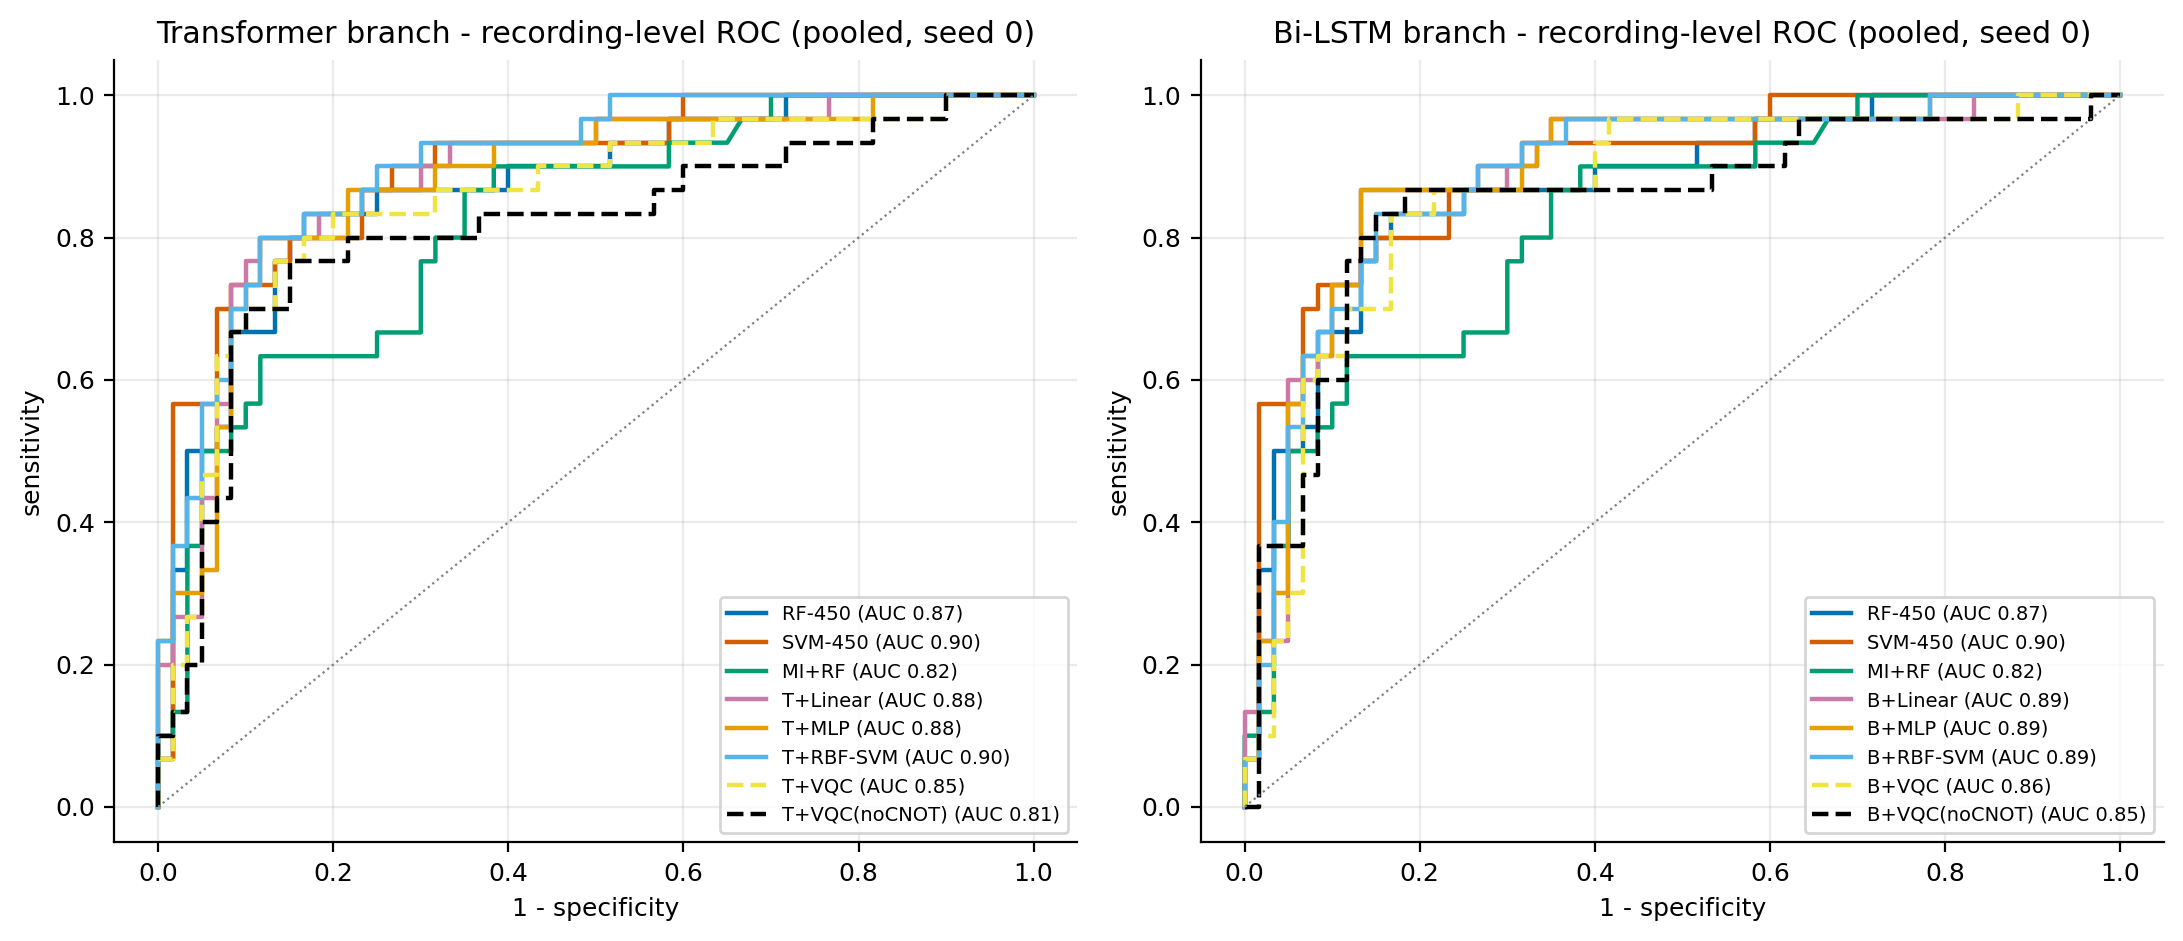 Transformer branch - recording-level ROC (pooled, seed 0)
1.0
0.8
0.6
0.4
0.2
0.0
sensitivity
0.0 0.2 0.4 0.6 0.8 1.0
1 - specificity
RF-450 (AUC 0.87)
SVM-450 (AUC 0.90)
MI+RF (AUC 0.82)
T+Linear (AUC 0.88)
T+MLP (AUC 0.88)
T+RBF-SVM (AUC 0.90)
T+VQC (AUC 0.85)
T+VQC(noCNOT) (AUC 0.81)
Bi-LSTM branch - recording-level ROC (pooled, seed 0)
1.0
0.8
0.6
0.4
0.2
0.0
sensitivity
0.0 0.2 0.4 0.6 0.8 1.0
1 - specificity
RF-450 (AUC 0.87)
SVM-450 (AUC 0.90)
MI+RF (AUC 0.82)
B+Linear (AUC 0.89)
B+MLP (AUC 0.89)
B+RBF-SVM (AUC 0.89)
B+VQC (AUC 0.86)
B+VQC(noCNOT) (AUC 0.85)